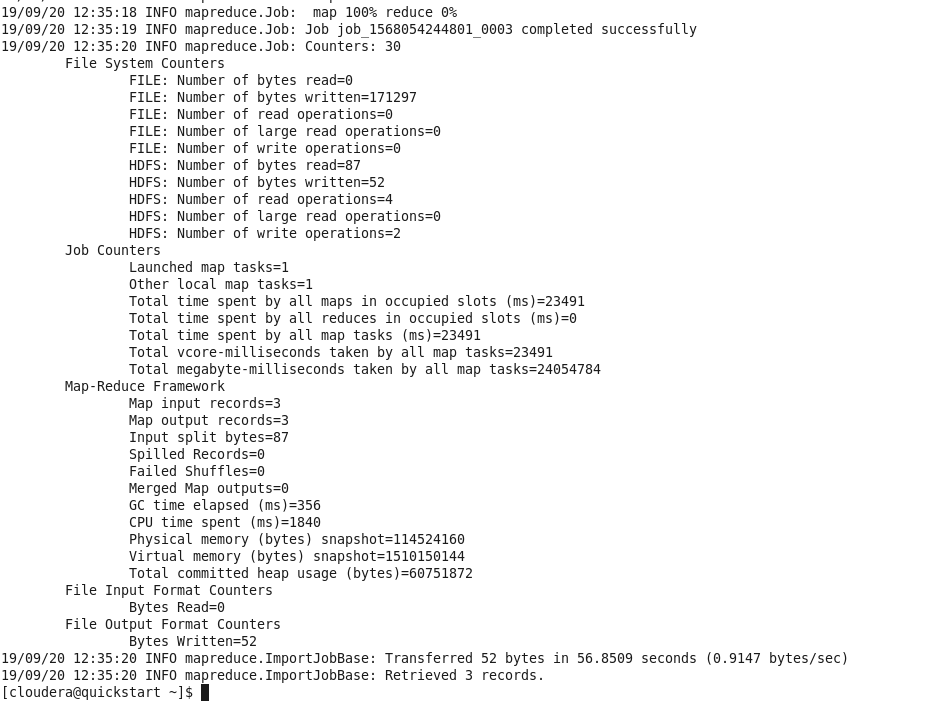 19/09/20 12:35:18 INFO mapreduce.Job:  map 100% reduce 0%
19/09/20 12:35:19 INFO mapreduce.Job: Job job_1568054244801_0003 completed successfully
19/09/20 12:35:20 INFO mapreduce.Job: Counters: 30
File System Counters
FILE: Number of bytes read=0
FILE: Number of bytes written=171297
FILE: Number of read operations=0
FILE: Number of large read operations=0
FILE: Number of write operations=0
HDFS: Number of bytes read=87
HDFS: Number of bytes written=52
HDFS: Number of read operations=4
HDFS: Number of large read operations=0
HDFS: Number of write operations=2
Job Counters
Launched map tasks=1
Other local map tasks=1
Total time spent by all maps in occupied slots (ms)=23491
Total time spent by all reduces in occupied slots (ms)=0
Total time spent by all map tasks (ms)=23491
Total vcore-milliseconds taken by all map tasks=23491
Total megabyte-milliseconds taken by all map tasks=24054784
Map-Reduce Framework
Map input records=3
Map output records=3
Input split bytes=87
Spilled Records=0
Failed Shuffles=0
Merged Map outputs=0
GC time elapsed (ms)=356
CPU time spent (ms)=1840
Physical memory (bytes) snapshot=114524160
Virtual memory (bytes) snapshot=1510150144
Total committed heap usage (bytes)=60751872
File Input Format Counters
Bytes Read=0
File Output Format Counters
Bytes Written=52
19/09/20 12:35:20 INFO mapreduce.ImportJobBase: Transferred 52 bytes in 56.8509 seconds (0.9147 bytes/sec)
19/09/20 12:35:20 INFO mapreduce.ImportJobBase: Retrieved 3 records.
[cloudera@quickstart ~]$